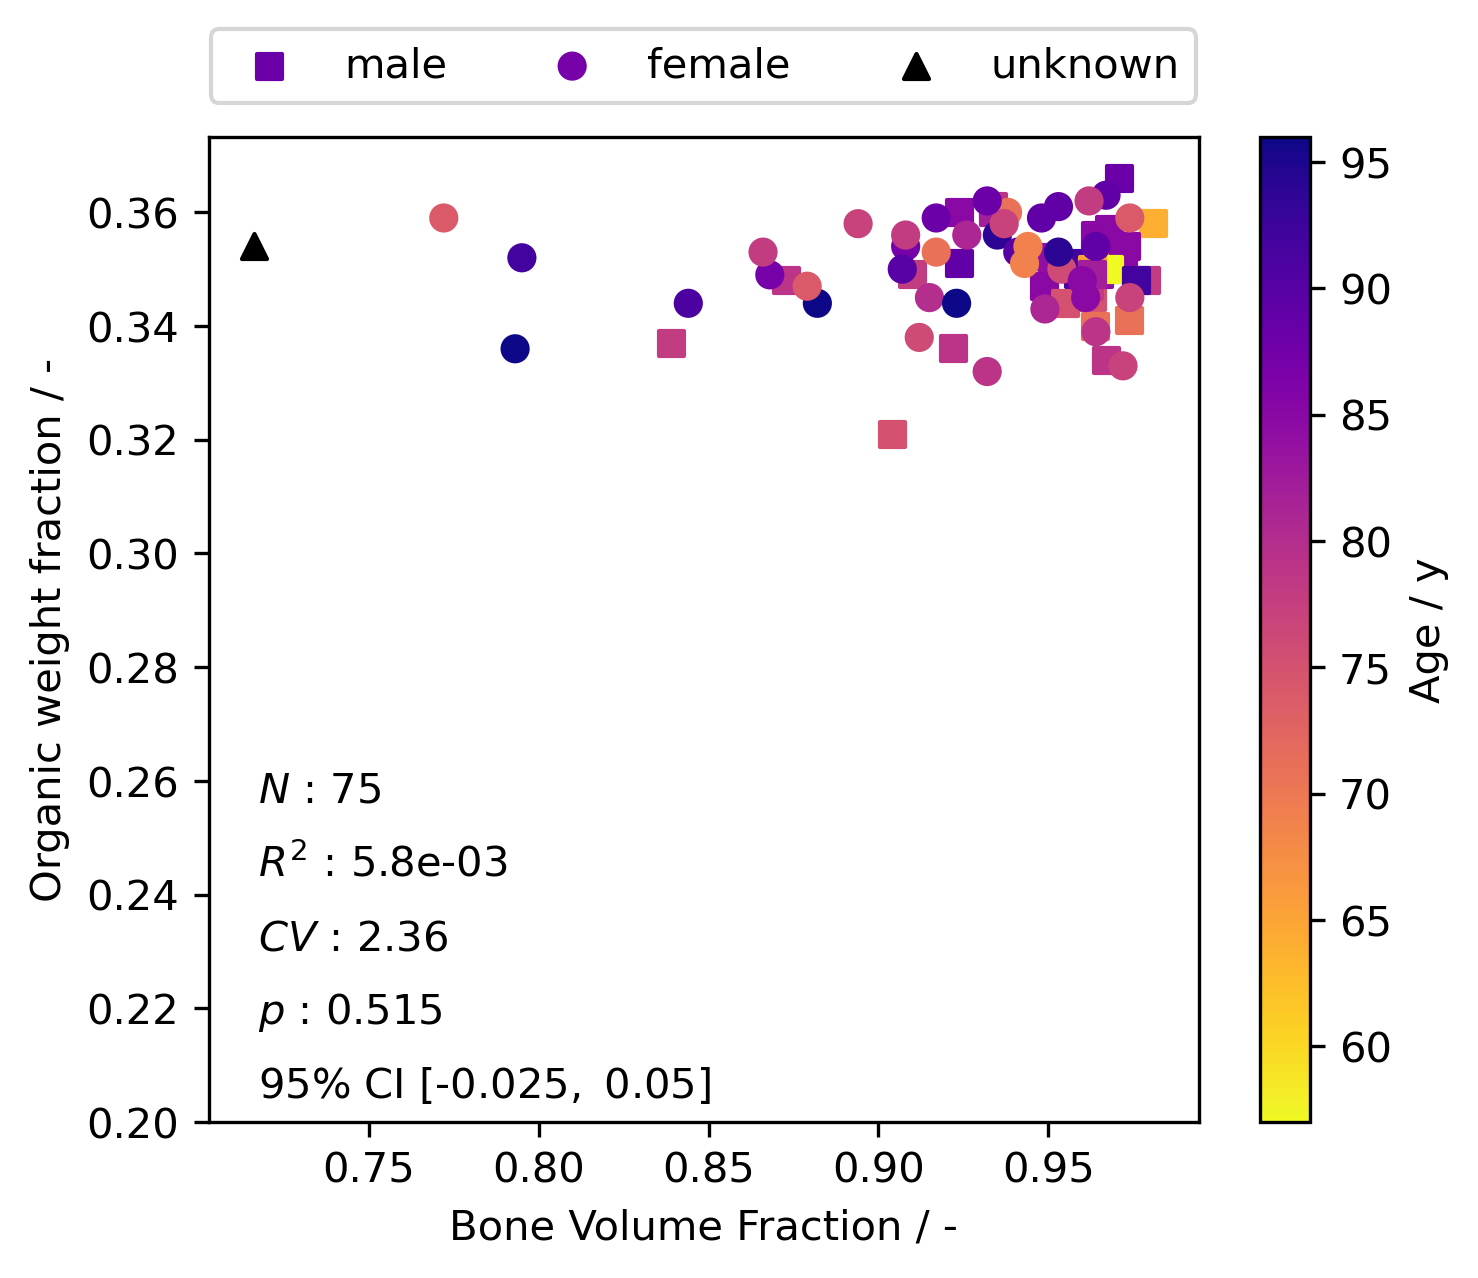 male female unknown
0.36
0.34
0.32
0.30
0.28
0.26
0.24
0.22
0.20
Organic weight fraction / -
N : 75
R² : 5.8e-03
CV : 2.36
p : 0.515
95% CI [-0.025, 0.05]
0.75 0.80 0.85 0.90 0.95
Bone Volume Fraction / -
95
90
85
80
75
70
65
60
Age / y